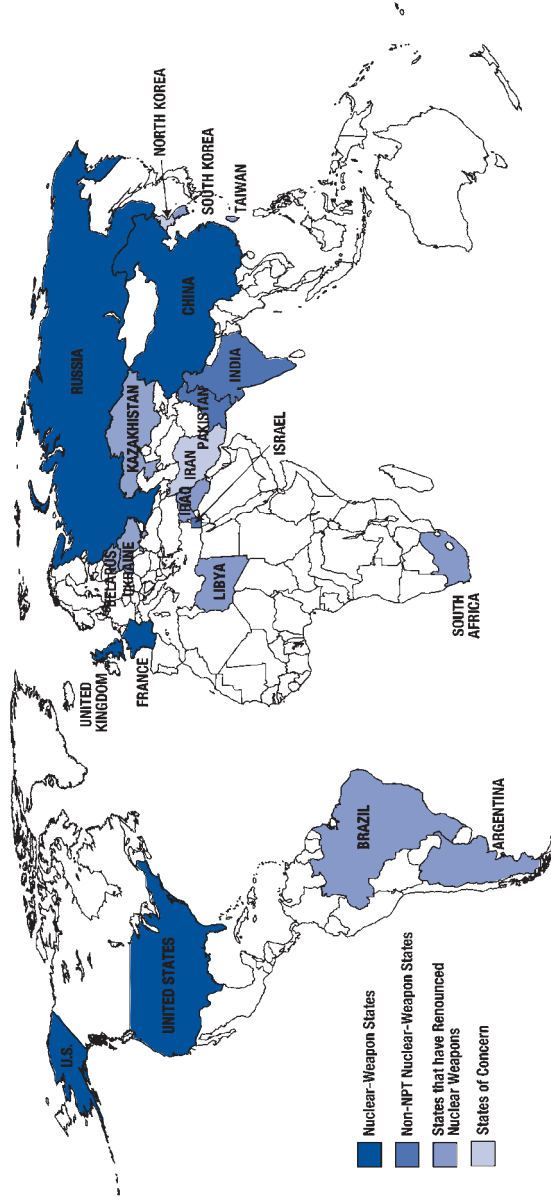 U.S.
UNITED STATES
UNITED
KINGDOM
FRANCE
BELARUS
UKRAINE
RUSSIA
KAZAKHSTAN
CHINA
NORTH KOREA
SOUTH KOREA
TAIWAN
INDIA
PAKISTAN
IRAN
IRAQ
ISRAEL
LIBYA
SOUTH
AFRICA
BRAZIL
ARGENTINA
Nuclear-Weapon States
Non-NPT Nuclear-Weapon States
States that have Renounced
Nuclear Weapons
States of Concern